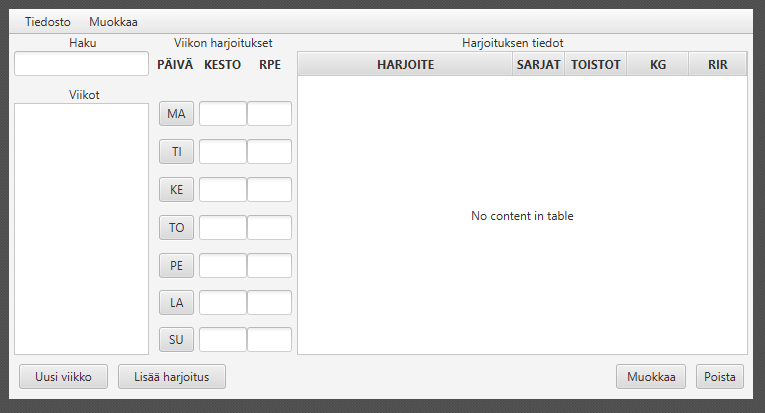 Tiedosto Muokkaa
Haku Viikon harjoitukset Harjoituksen tiedot
PÄIVÄ KESTO RPE HARJOITE SARJAT TOISTOT KG RIR
Viikot
MA
TI
KE
TO
No content in table
PE
LA
SU
Uusi viikko Lisää harjoitus Muokkaa Poista